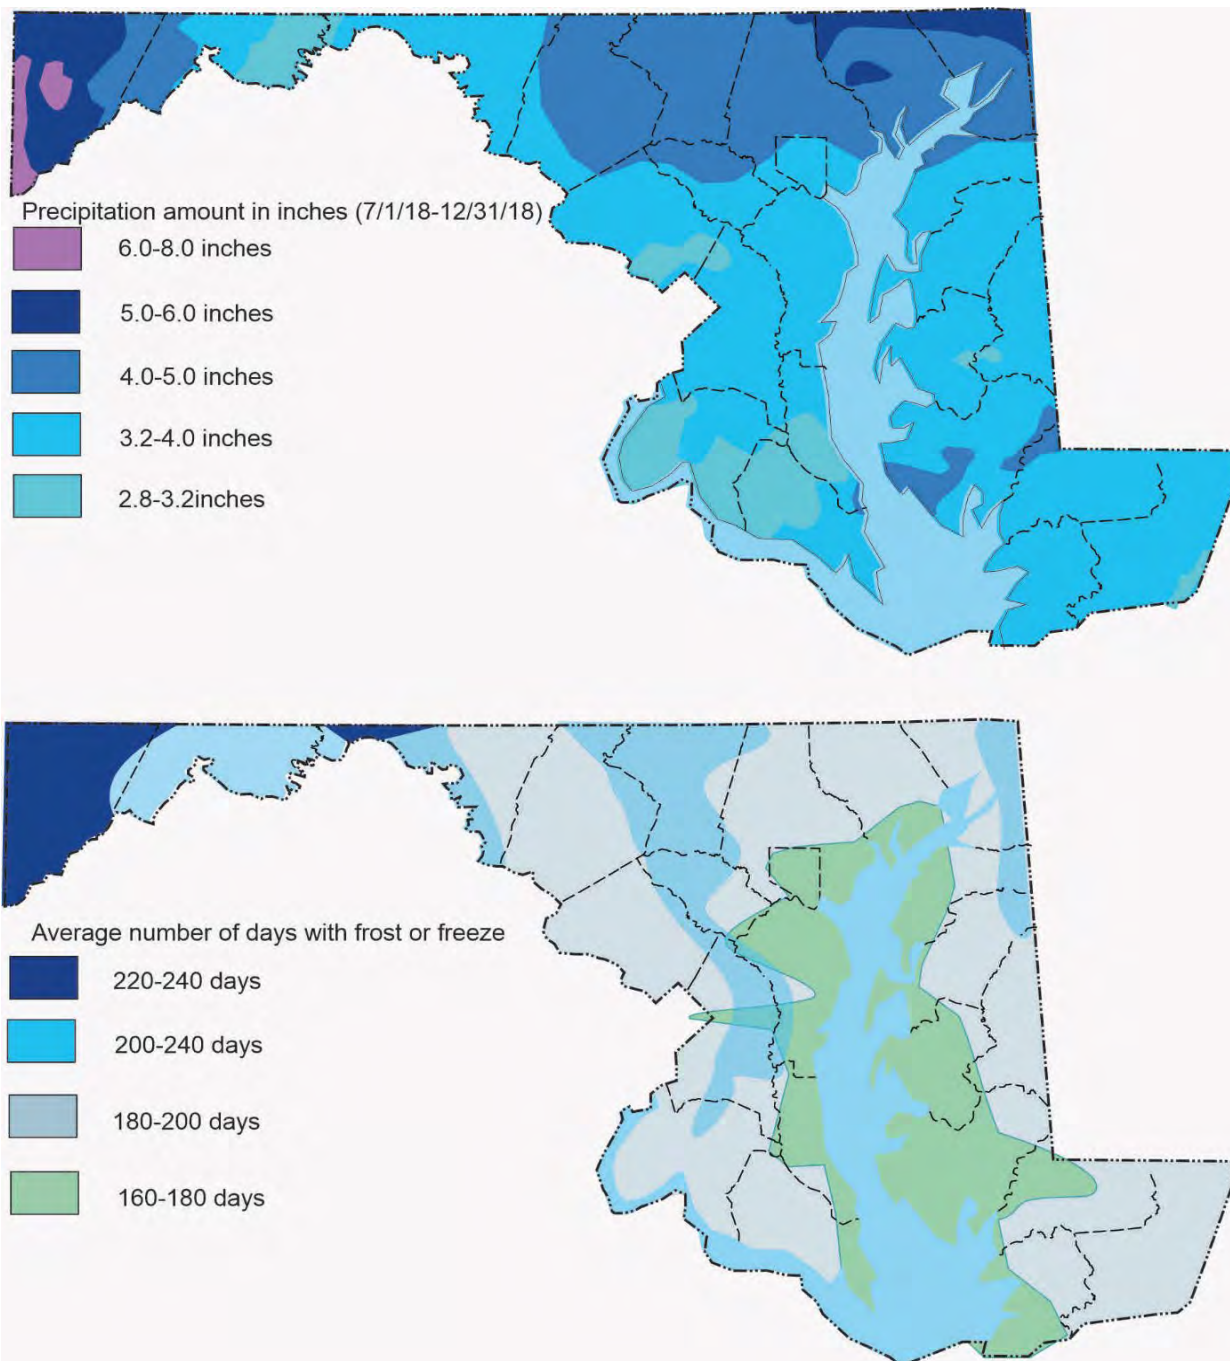 Precipitation amount in inches (7/1/18-12/31/18)
6.0-8.0 inches
5.0-6.0 inches
4.0-5.0 inches
3.2-4.0 inches
2.8-3.2inches
Average number of days with frost or freeze
220-240 days
200-240 days
180-200 days
160-180 days